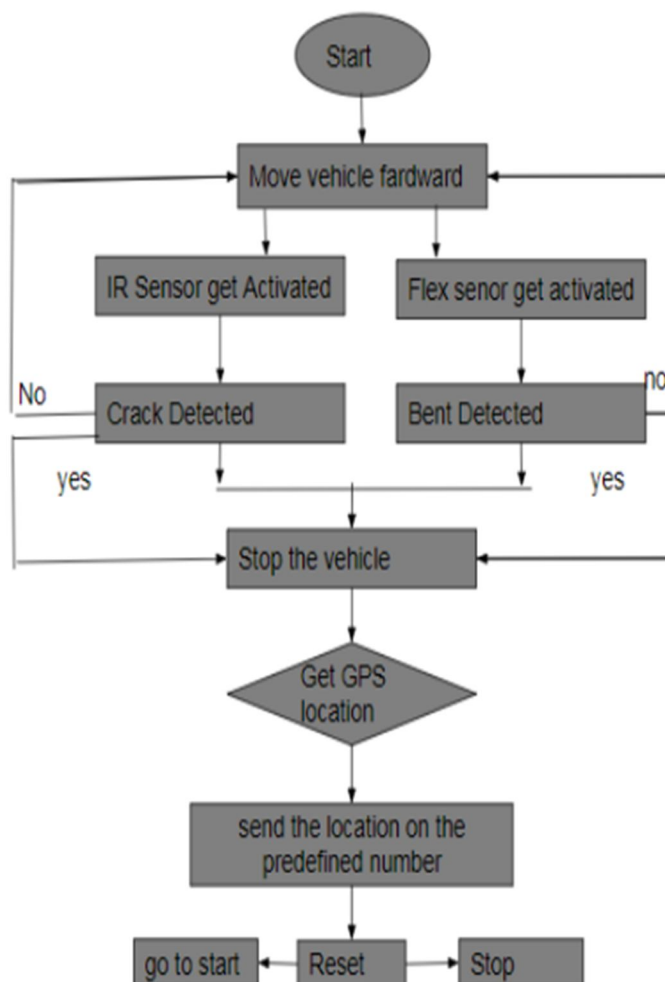 Start
Move vehicle fardward
IR Sensor get Activated
Flex senor get activated
No
Crack Detected
Bent Detected
no
yes
yes
Stop the vehicle
Get GPS
location
send the location on the
predefined number
go to start
Reset
Stop